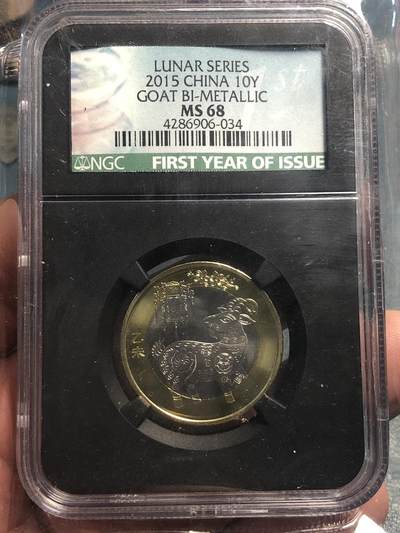 LUNAR SERIES
2015 CHINA 10Y
GOAT BI-METALLIC
MS 68
4286906-034
NGC FIRST YEAR OF ISSUE